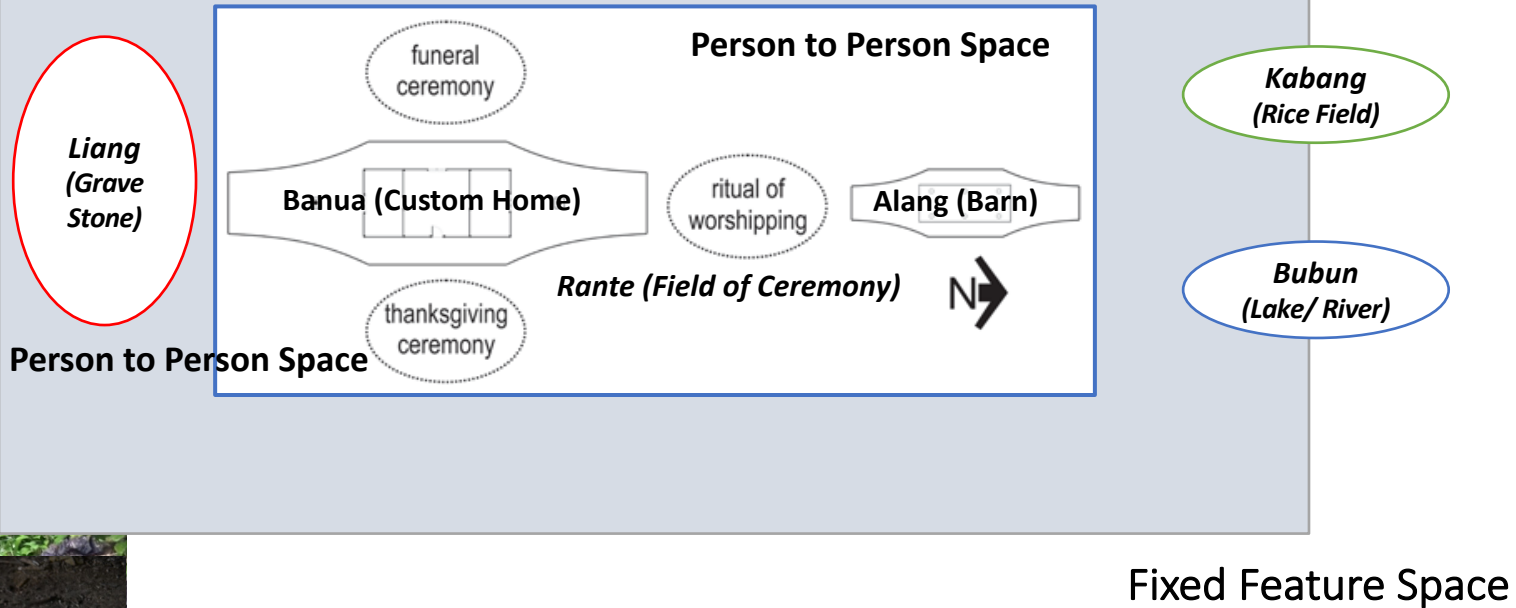 funeral
ceremony
Person to Person Space
Kabang
(Rice Field)
Liang
(Grave
Stone)
Banua (Custom Home)
ritual of
worshipping
Alang (Barn)
Rante (Field of Ceremony)
N
Bubun
(Lake/ River)
thanksgiving
ceremony
Person to Person Space
Fixed Feature Space